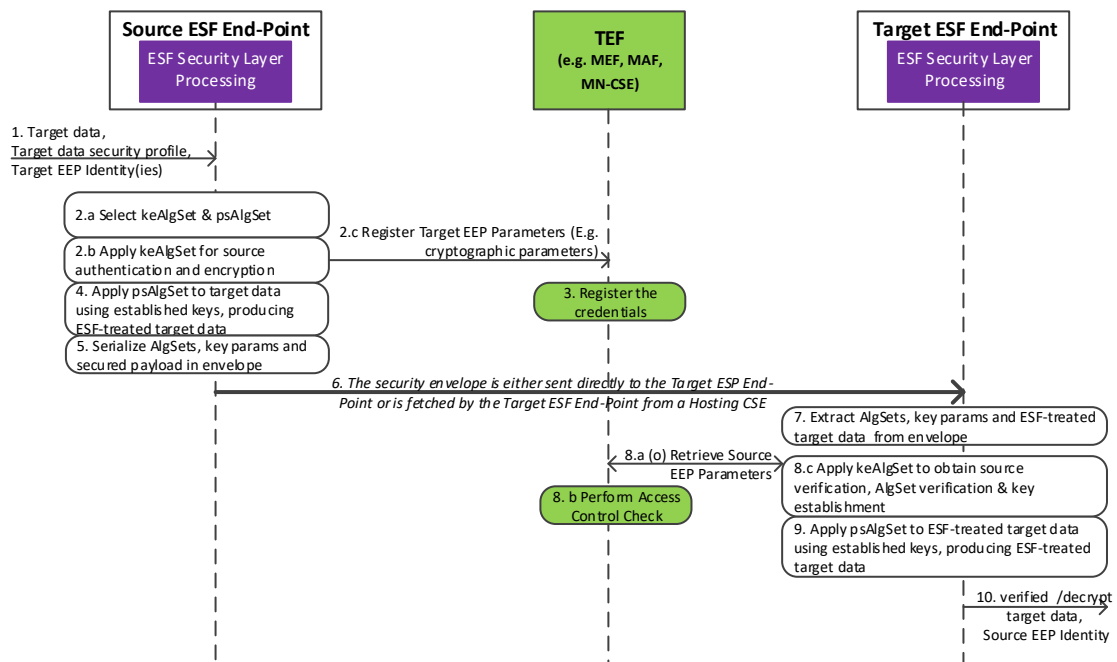 Source ESF End-Point
ESF Security Layer
Processing
TEF
(e.g. MEF, MAF,
MN-CSE)
Target ESF End-Point
ESF Security Layer
Processing
1. Target data,
Target data security profile,
Target EEP Identity(ies)
2.a Select keAlgSet & psAlgSet
2.b Apply keAlgSet for source
authentication and encryption
2.c Register Target EEP Parameters (E.g.
cryptographic parameters)
3. Register the
credentials
4. Apply psAlgSet to target data
using established keys, producing
ESF-treated target data
5. Serialize AlgSets, key params and
secured payload in envelope
6. The security envelope is either sent directly to the Target ESP End-
Point or is fetched by the Target ESF End-Point from a Hosting CSE
7. Extract AlgSets, key params and ESF-treated
target data from envelope
8.a (o) Retrieve Source
EEP Parameters
8. b Perform Access
Control Check
8.c Apply keAlgSet to obtain source
verification, AlgSet verification & key
establishment
9. Apply psAlgSet to ESF-treated target data
using established keys, producing ESF-treated
target data
10. verified /decrypt
target data,
Source EEP Identity